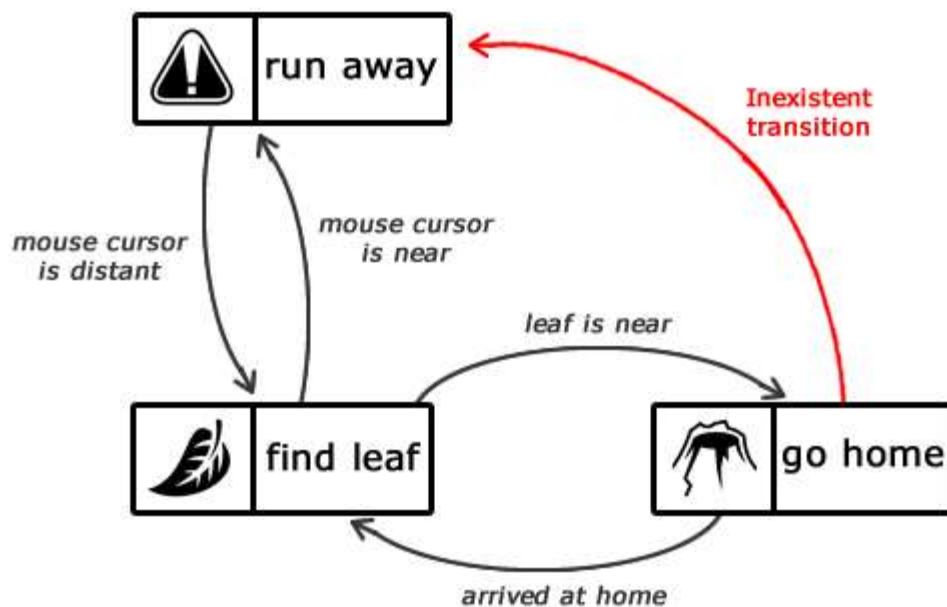 run away
Inexistent
transition
mouse cursor
is distant
mouse cursor
is near
leaf is near
find leaf
go home
arrived at home